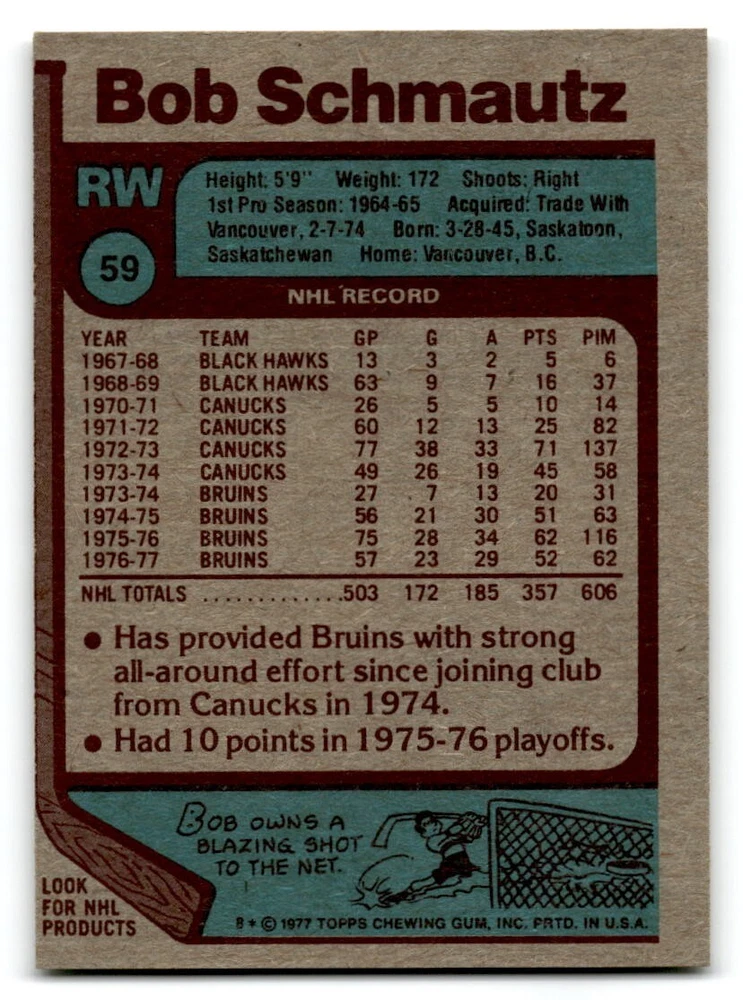 Bob Schmautz
RW
59
Height: 5'9" Weight: 172 Shoots: Right
1st Pro Season: 1964-65 Acquired: Trade With
Vancouver, 2-7-74 Born: 3-28-45, Saskatoon,
Saskatchewan Home: Vancouver, B.C.
NHL RECORD
YEAR TEAM GP G A PTS PIM
1967-68 BLACK HAWKS 13 3 2 5 6
1968-69 BLACK HAWKS 63 9 7 16 37
1970-71 CANUCKS 26 5 5 10 14
1971-72 CANUCKS 60 12 13 25 82
1972-73 CANUCKS 77 38 33 71 137
1973-74 CANUCKS 49 26 19 45 58
1973-74 BRUINS 27 7 13 20 31
1974-75 BRUINS 56 21 30 51 63
1975-76 BRUINS 75 28 34 62 116
1976-77 BRUINS 57 23 29 52 62
NHL TOTALS .............503 172 185 357 606
• Has provided Bruins with strong
all-around effort since joining club
from Canucks in 1974.
• Had 10 points in 1975-76 playoffs.
BOB OWNS A
BLAZING SHOT
TO THE NET.
LOOK
FOR NHL
PRODUCTS
B * © 1977 TOPPS CHEWING GUM, INC. PRTD. IN U.S.A.